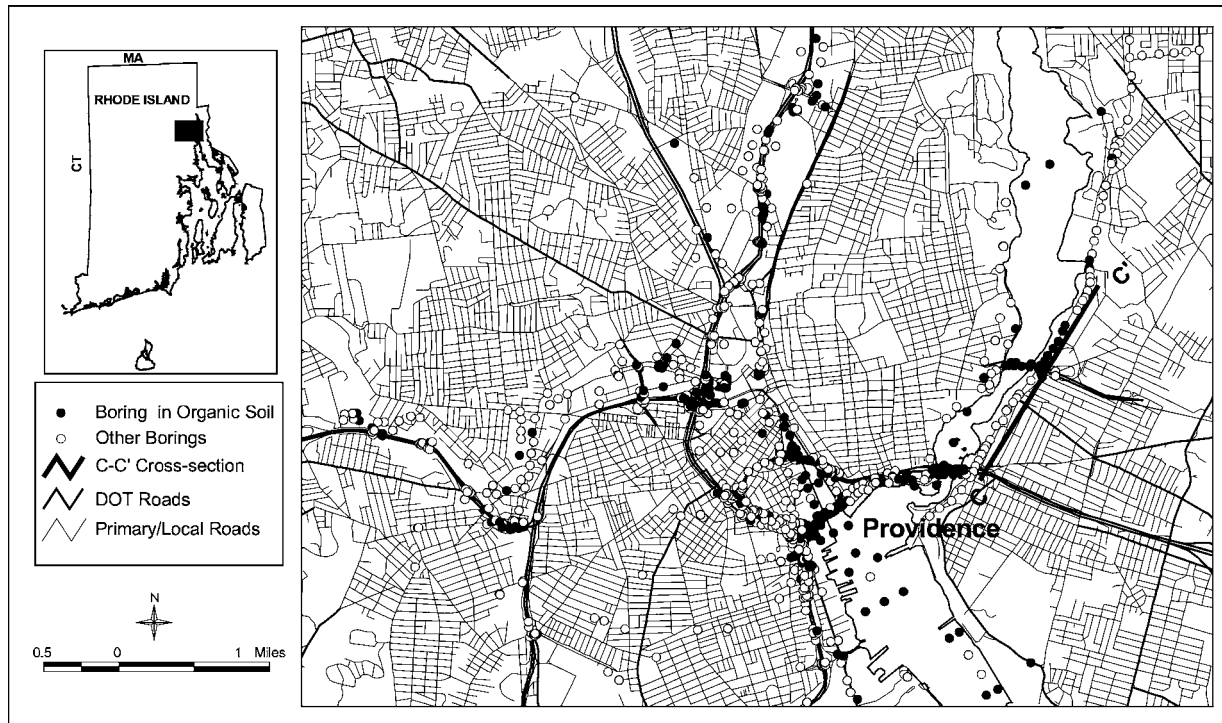 MA
RHODE ISLAND
CT
Boring in Organic Soil
Other Borings
C-C' Cross-section
DOT Roads
Primary/Local Roads
N
0.5 0 1 Miles
C'
C
Providence